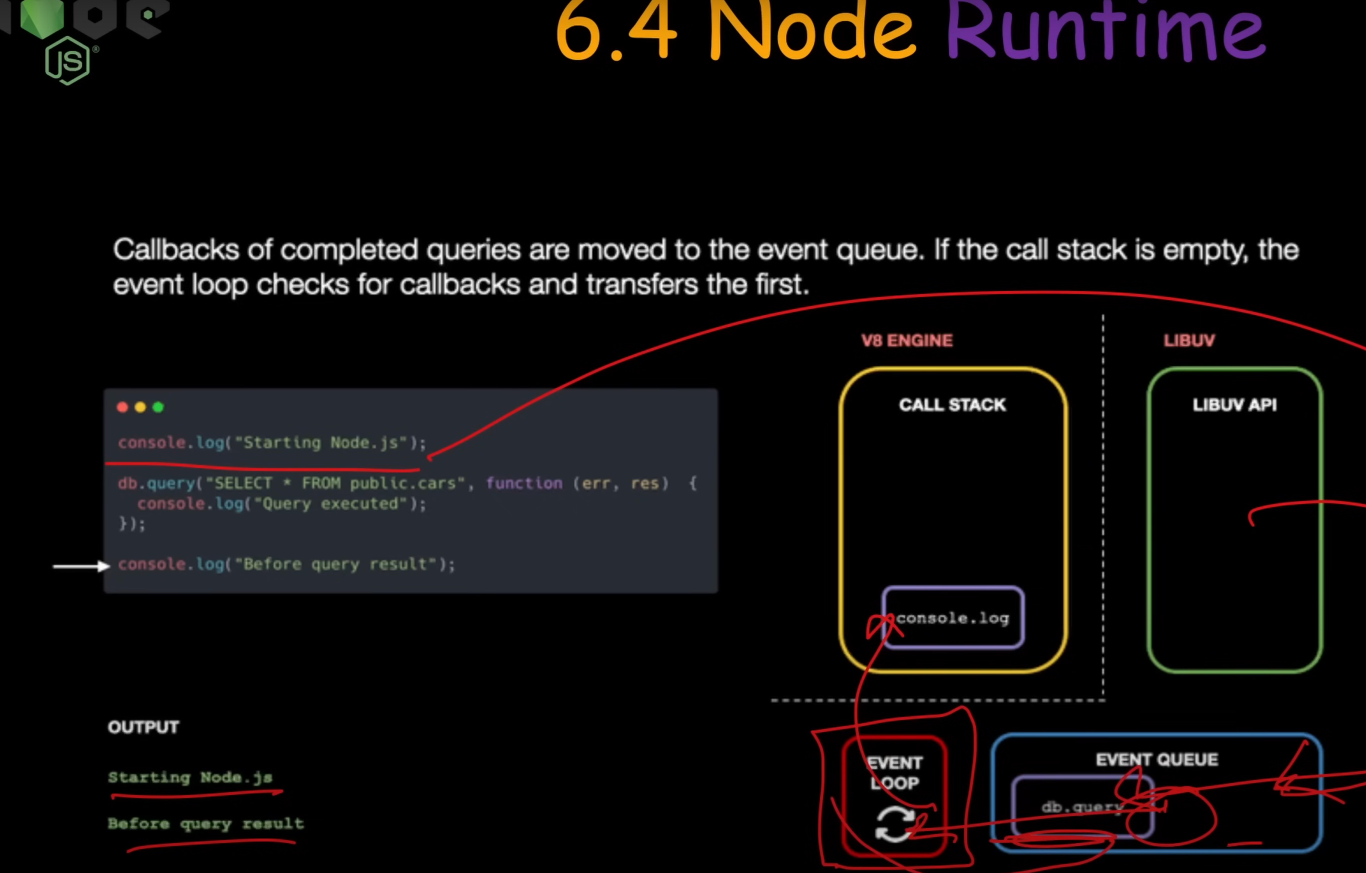 JS
6.4 Node Runtime
Callbacks of completed queries are moved to the event queue. If the call stack is empty, the
event loop checks for callbacks and transfers the first.
V8 ENGINE
LIBUV
CALL STACK
LIBUV API
console.log("Starting Node.js");
db.query("SELECT * FROM public.cars", function (err, res) {
console.log("Query executed");
});
console.log("Before query result");
console.log
OUTPUT
Starting Node.js
Before query result
EVENT
LOOP
EVENT QUEUE
db.query